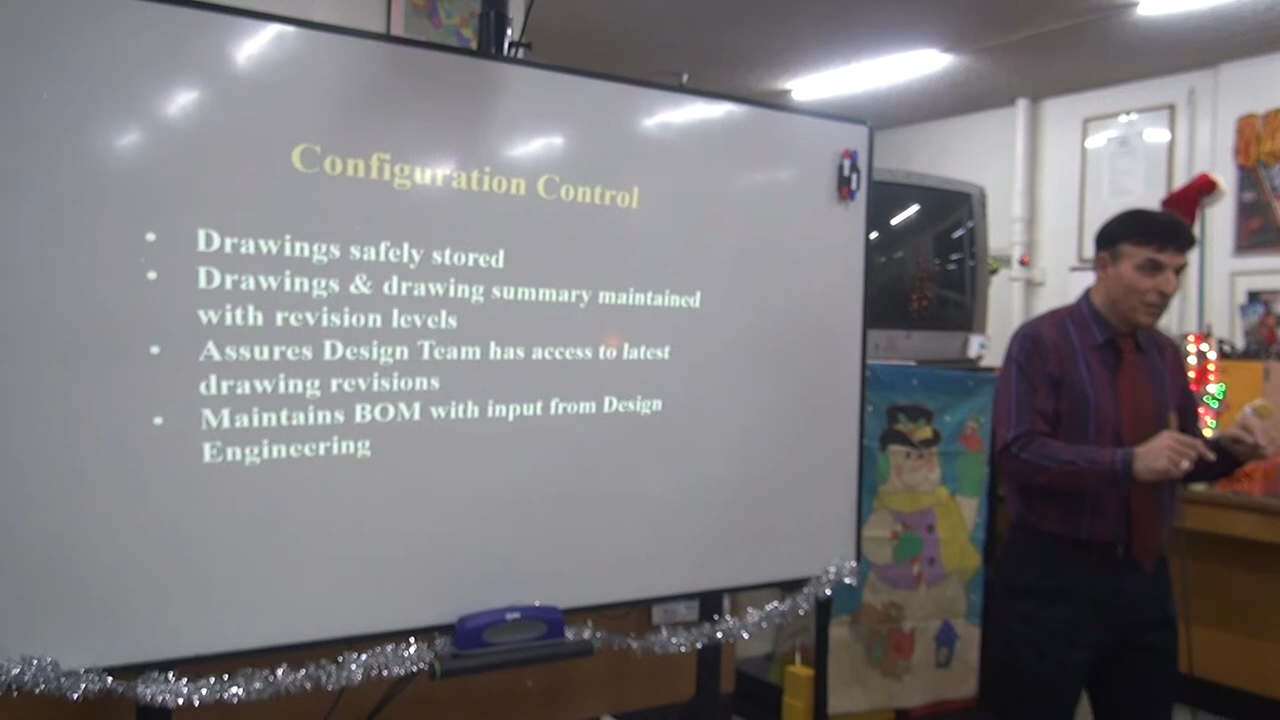 Configuration Control
• Drawings safely stored
• Drawings & drawing summary maintained
with revision levels
• Assures Design Team has access to latest
drawing revisions
• Maintains BOM with input from Design
Engineering